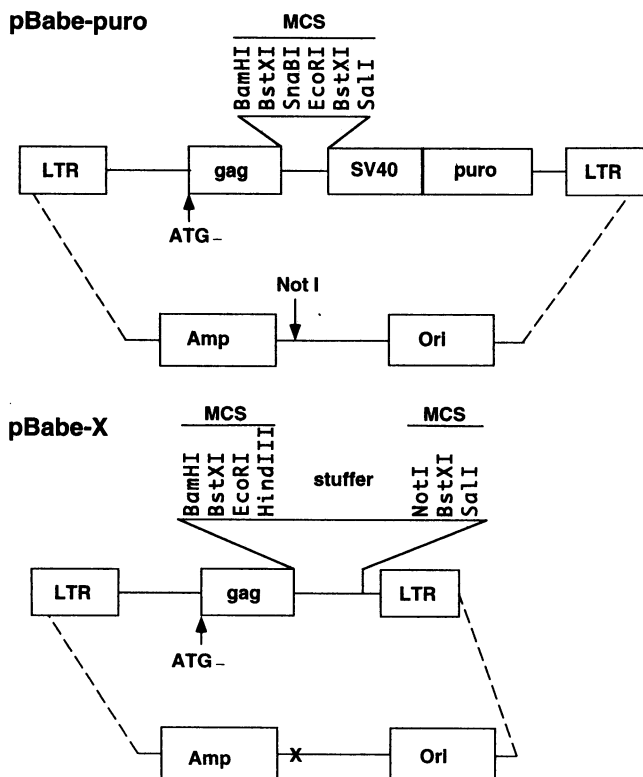 pBabe-puro
MCS
BamHI
BstXI
SnaBI
EcoRI
BstXI
SalI
LTR
gag
SV40
puro
LTR
ATG–
Not I
Amp
Ori
pBabe-X
MCS
MCS
BamHI
BstXI
EcoRI
HindIII
stuffer
NotI
BstXI
SalI
LTR
gag
LTR
ATG–
Amp
X
Ori